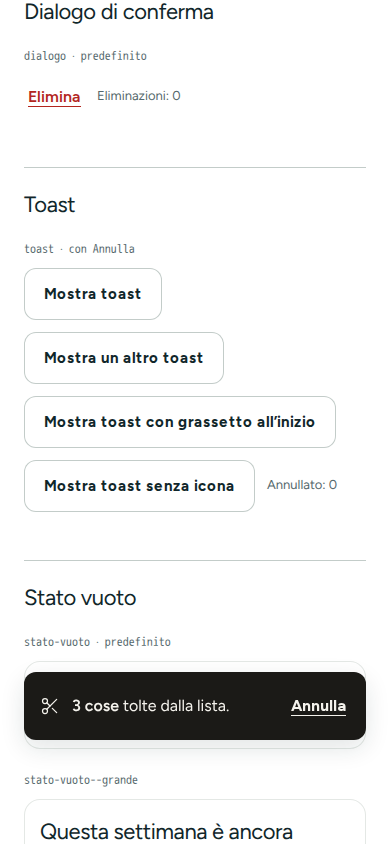 Dialogo di conferma
dialogo · predefinito
Elimina Eliminazioni: 0
Toast
toast · con Annulla
Mostra toast
Mostra un altro toast
Mostra toast con grassetto all’inizio
Mostra toast senza icona Annullato: 0
Stato vuoto
stato-vuoto · predefinito
3 cose tolte dalla lista. Annulla
stato-vuoto--grande
Questa settimana è ancora